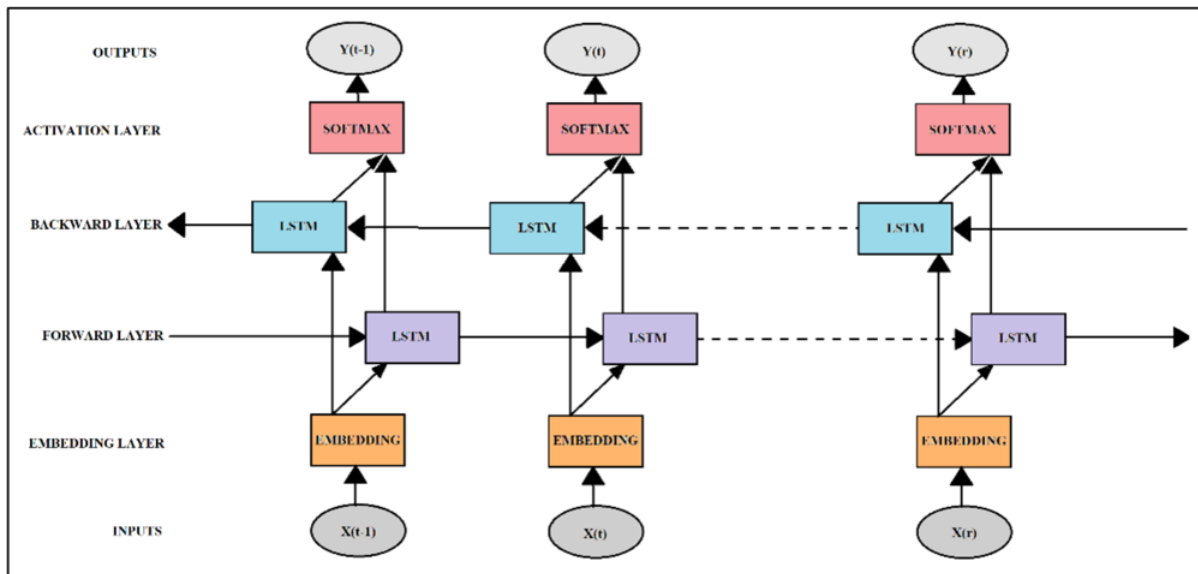 OUTPUTS Y(t-1) Y(t) Y(r)
ACTIVATION LAYER SOFTMAX SOFTMAX SOFTMAX
BACKWARD LAYER LSTM LSTM LSTM
FORWARD LAYER LSTM LSTM LSTM
EMBEDDING LAYER EMBEDDING EMBEDDING EMBEDDING
INPUTS X(t-1) X(t) X(r)